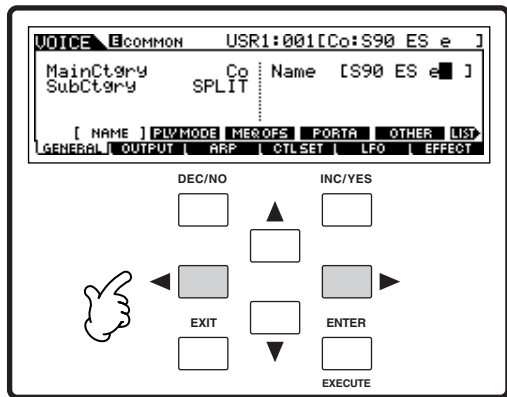 VOICE E COMMON USR1:001[Co:S90 ES e ]
MainCtgry Co Name [S90 ES e ]
SubCtgry SPLIT
[ NAME ] PLYMODE MEQOFS PORTA OTHER LIST
GENERAL OUTPUT ARP CTLSET LFO EFFECT
DEC/NO INC/YES
EXIT ENTER
EXECUTE